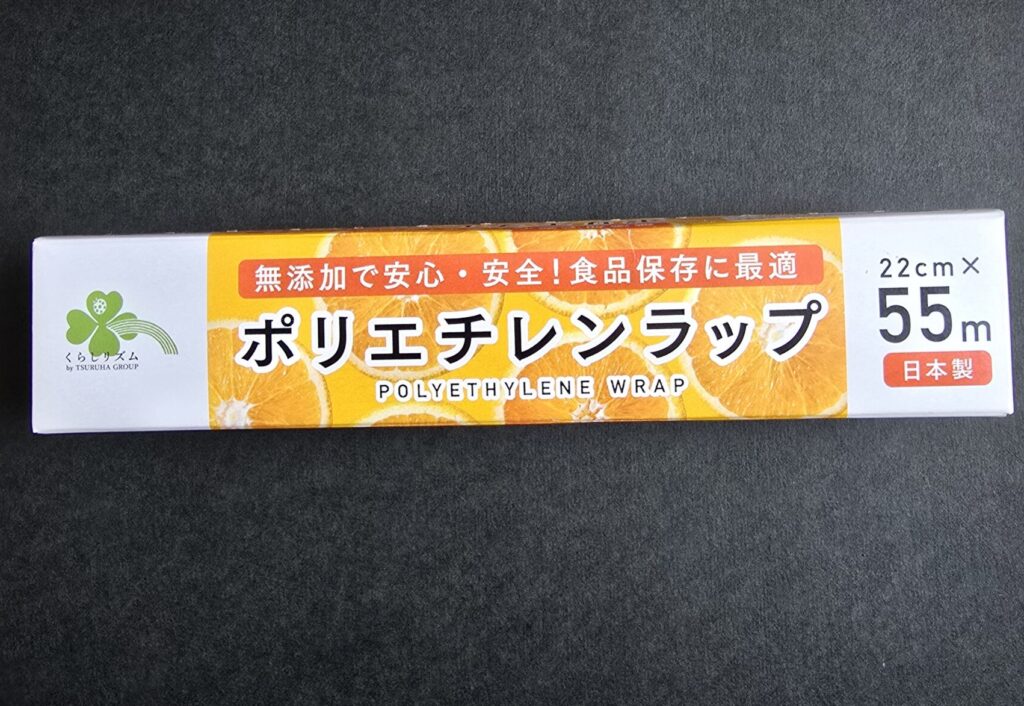 くらしリズム
by TSURUHA GROUP
無添加で安心・安全！食品保存に最適
ポリエチレンラップ
POLYETHYLENE WRAP
22cm×
55m
日本製